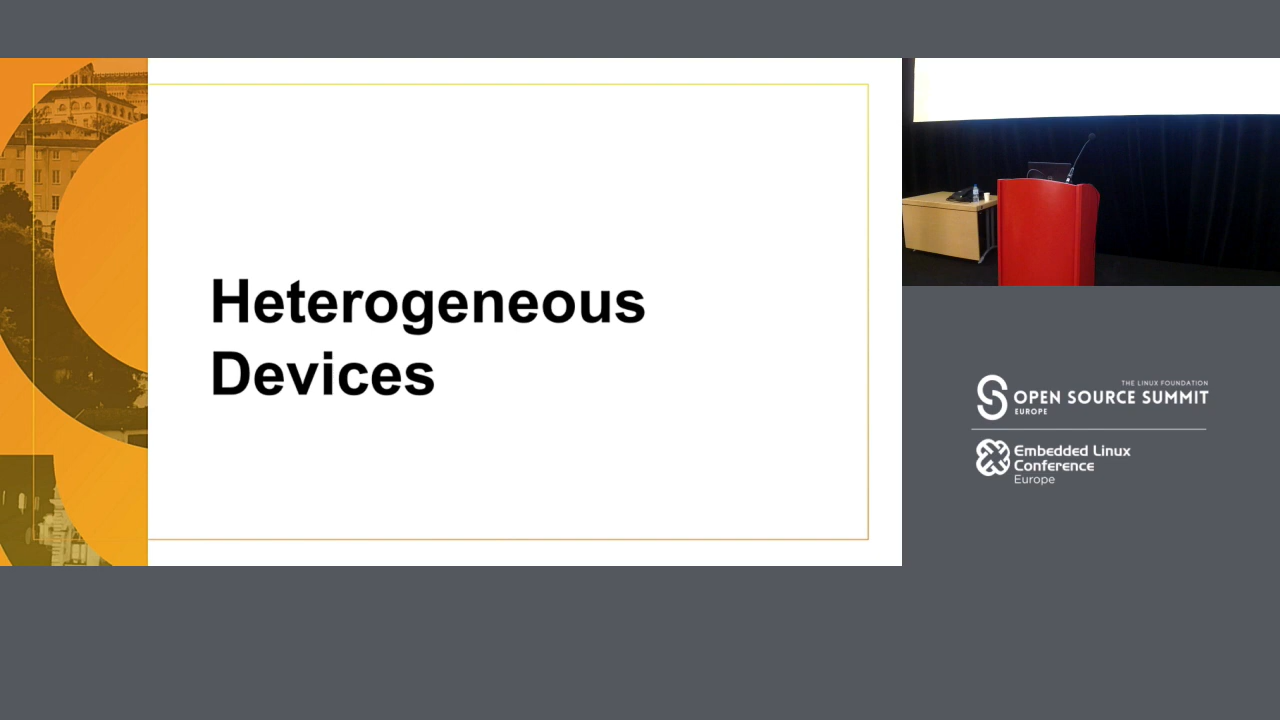 Heterogeneous
Devices
THE LINUX FOUNDATION
OPEN SOURCE SUMMIT
EUROPE
Embedded Linux
Conference
Europe